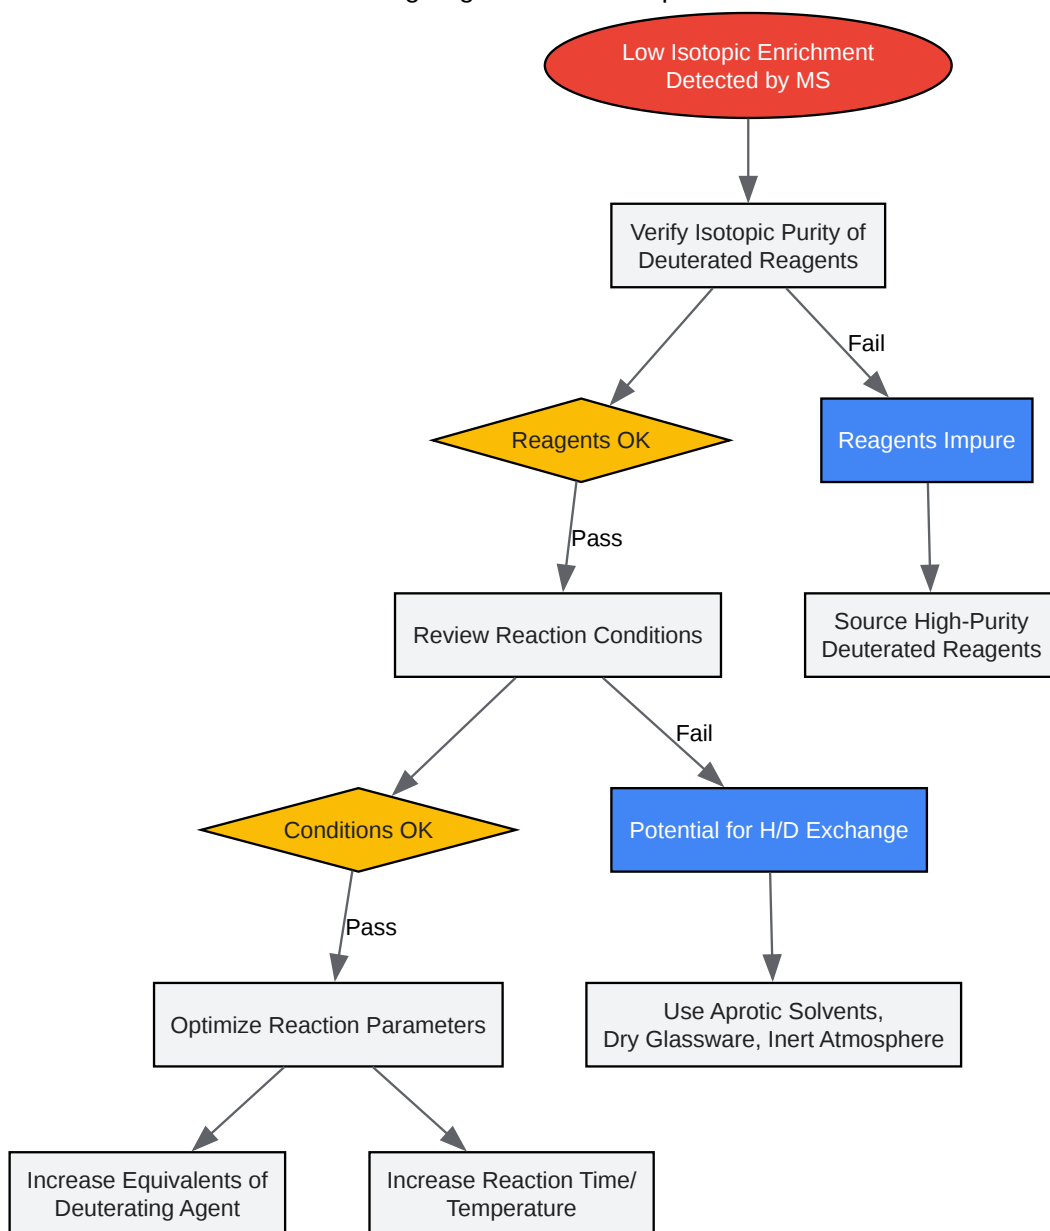 Low Isotopic Enrichment
Detected by MS
Verify Isotopic Purity of
Deuterated Reagents
Fail
Reagents OK
Reagents Impure
Pass
Source High-Purity
Deuterated Reagents
Review Reaction Conditions
Fail
Conditions OK
Potential for H/D Exchange
Pass
Use Aprotic Solvents,
Dry Glassware, Inert Atmosphere
Optimize Reaction Parameters
Increase Equivalents of
Deuterating Agent
Increase Reaction Time/
Temperature